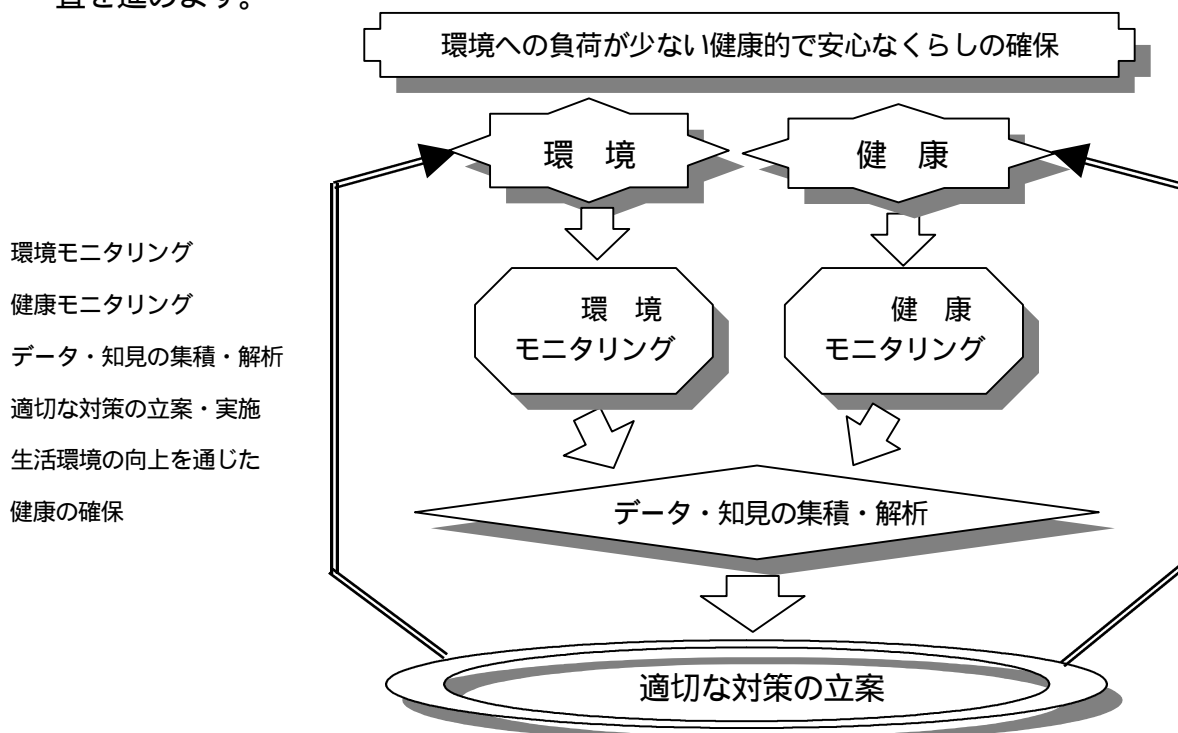 置を進めます。
環境への負荷が少ない健康的で安心なくらしの確保
環　境
健　康
環境モニタリング
健康モニタリング
データ・知見の集積・解析
適切な対策の立案・実施
生活環境の向上を通じた
健康の確保
環　境
モニタリング
健　康
モニタリング
データ・知見の集積・解析
適切な対策の立案